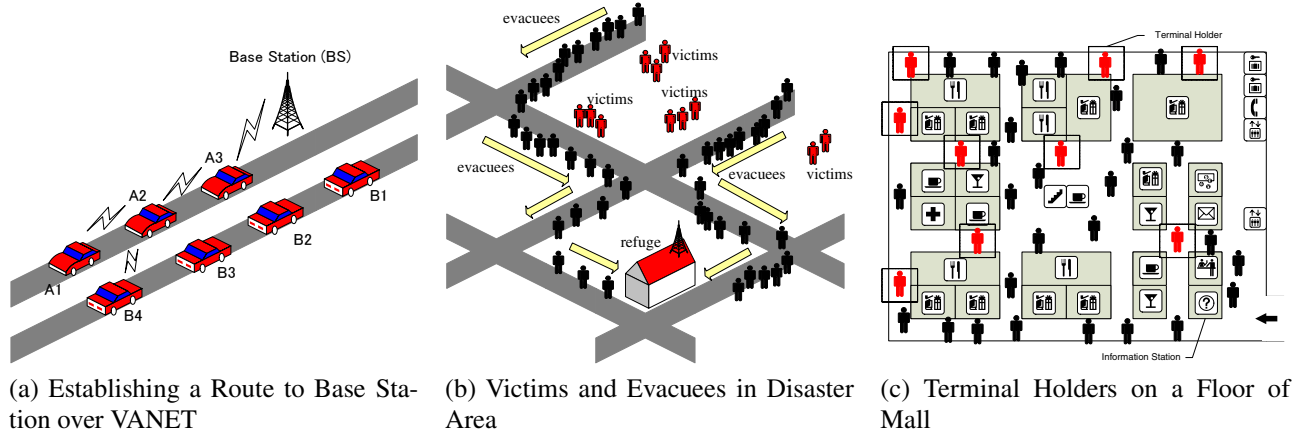 Base Station (BS)
A3
A2
A1
B1
B2
B3
B4
(a) Establishing a Route to Base Sta-
tion over VANET
evacuees
victims
victims
victims
evacuees
evacuees
victims
refuge
(b) Victims and Evacuees in Disaster
Area
Terminal Holder
?
Information Station
(c) Terminal Holders on a Floor of
Mall